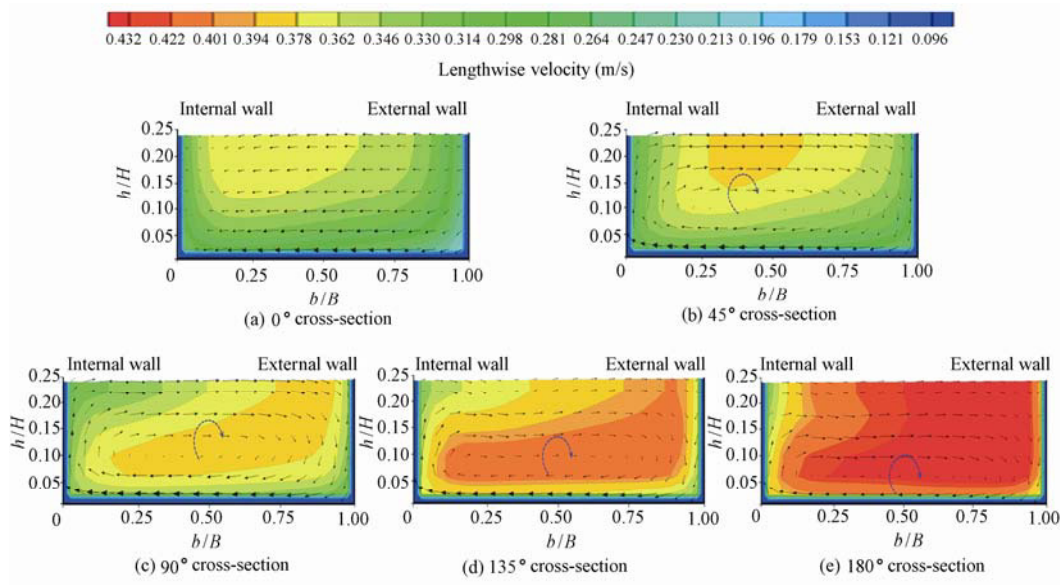 0.432 0.422 0.401 0.394 0.378 0.362 0.346 0.330 0.314 0.298 0.281 0.264 0.247 0.230 0.213 0.196 0.179 0.153 0.121 0.096
Lengthwise velocity (m/s)
Internal wall External wall
0.25
0.20
0.15
0.10
0.05
h/H
0 0.25 0.50 0.75 1.00
b/B
(a) 0° cross-section
Internal wall External wall
0.25
0.20
0.15
0.10
0.05
h/H
0 0.25 0.50 0.75 1.00
b/B
(b) 45° cross-section
Internal wall External wall
0.25
0.20
0.15
0.10
0.05
h/H
0 0.25 0.50 0.75 1.00
b/B
(c) 90° cross-section
Internal wall External wall
0.25
0.20
0.15
0.10
0.05
h/H
0 0.25 0.50 0.75 1.00
b/B
(d) 135° cross-section
Internal wall External wall
0.25
0.20
0.15
0.10
0.05
h/H
0 0.25 0.50 0.75 1.00
b/B
(e) 180° cross-section